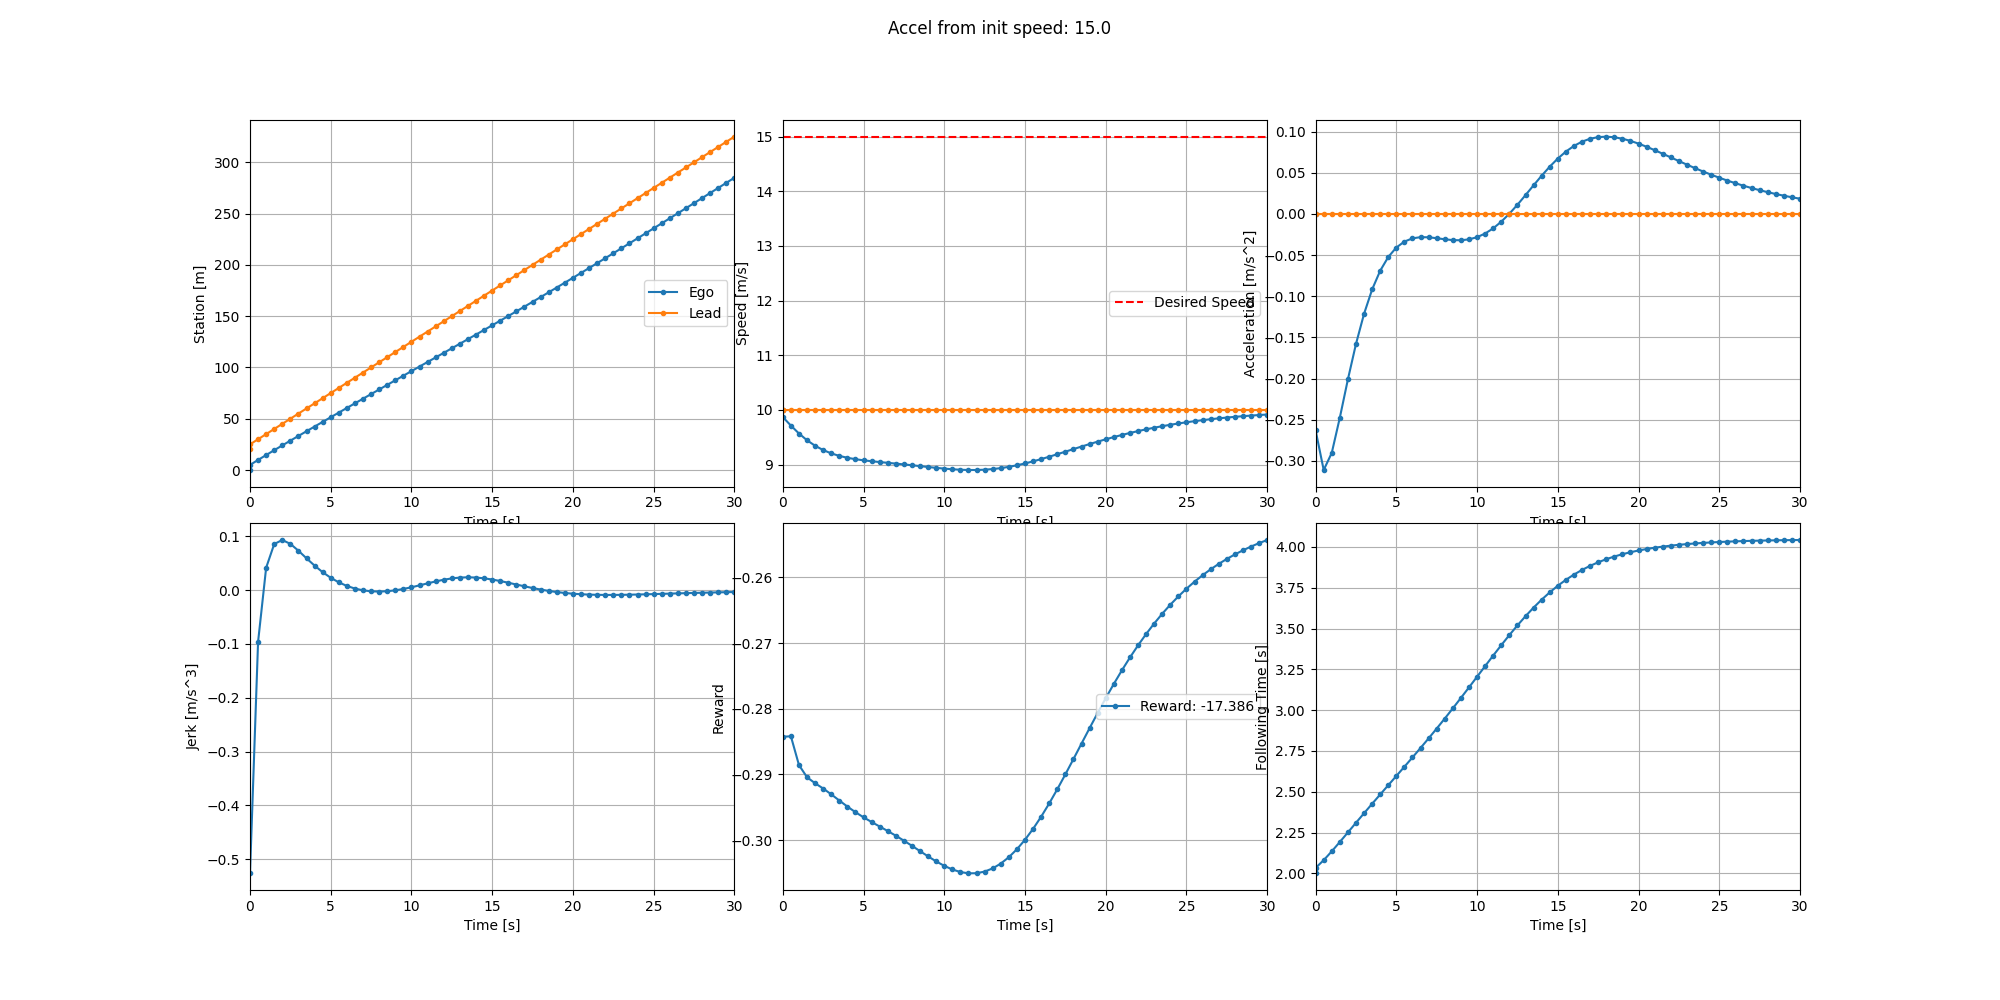 Accel from init speed: 15.0
Station [m]
300
250
200
150
100
50
0
0 5 10 15 20 25 30
Time [s]
Ego
Lead
Speed [m/s]
15
14
13
12
11
10
9
0 5 10 15 20 25 30
Time [s]
Desired Speed
Acceleration [m/s^2]
0.10
0.05
0.00
−0.05
−0.10
−0.15
−0.20
−0.25
−0.30
0 5 10 15 20 25 30
Time [s]
Jerk [m/s^3]
0.1
0.0
−0.1
−0.2
−0.3
−0.4
−0.5
0 5 10 15 20 25 30
Time [s]
Reward
−0.26
−0.27
−0.28
−0.29
−0.30
0 5 10 15 20 25 30
Time [s]
Reward: -17.386
Following Time [s]
4.00
3.75
3.50
3.25
3.00
2.75
2.50
2.25
2.00
0 5 10 15 20 25 30
Time [s]